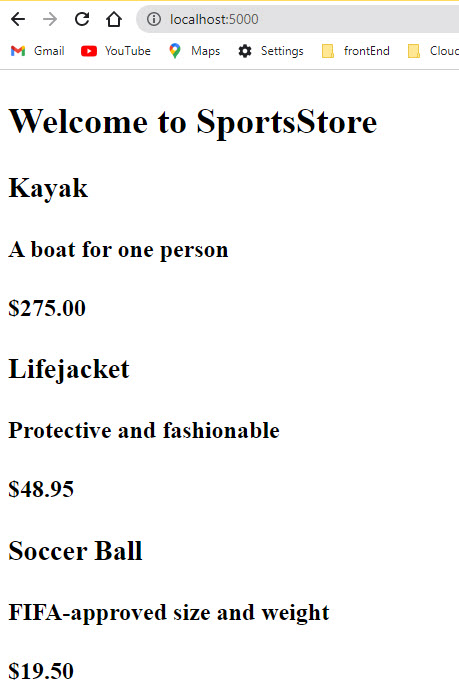 localhost:5000
Gmail YouTube Maps Settings frontEnd Cloud
Welcome to SportsStore
Kayak
A boat for one person
$275.00
Lifejacket
Protective and fashionable
$48.95
Soccer Ball
FIFA-approved size and weight
$19.50